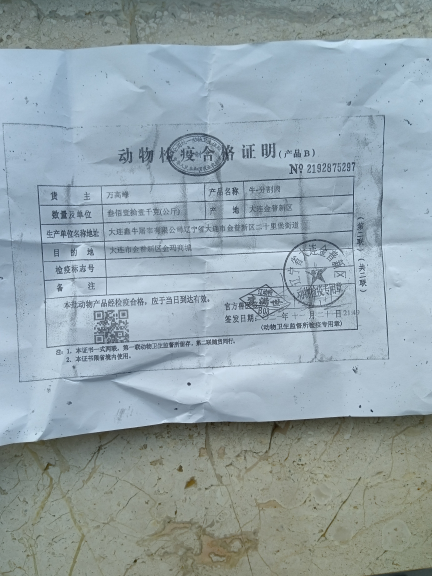 动物检疫合格证明(产品B)
№ 2192875297
货 主 万高峰 产品名称 牛-分割肉
数量及单位 叁佰壹拾壹千克(公斤) 产 地 大连金普新区
生产单位名称地址 大连鑫牛屠宰有限公司辽宁省大连市金普新区二十里堡街道
目 的 地 大连市金普新区
检疫标志号
备 注
本批动物产品经检疫合格,应于当日到达有效。
官方兽医
签发日期: 年 月 日
(动物卫生监督所检疫专用章)
注:1、本证书一式两联,第一联动物卫生监督所留存,第二联随货同行。
2、本证书限省境内使用。
(第二联)(共二联)